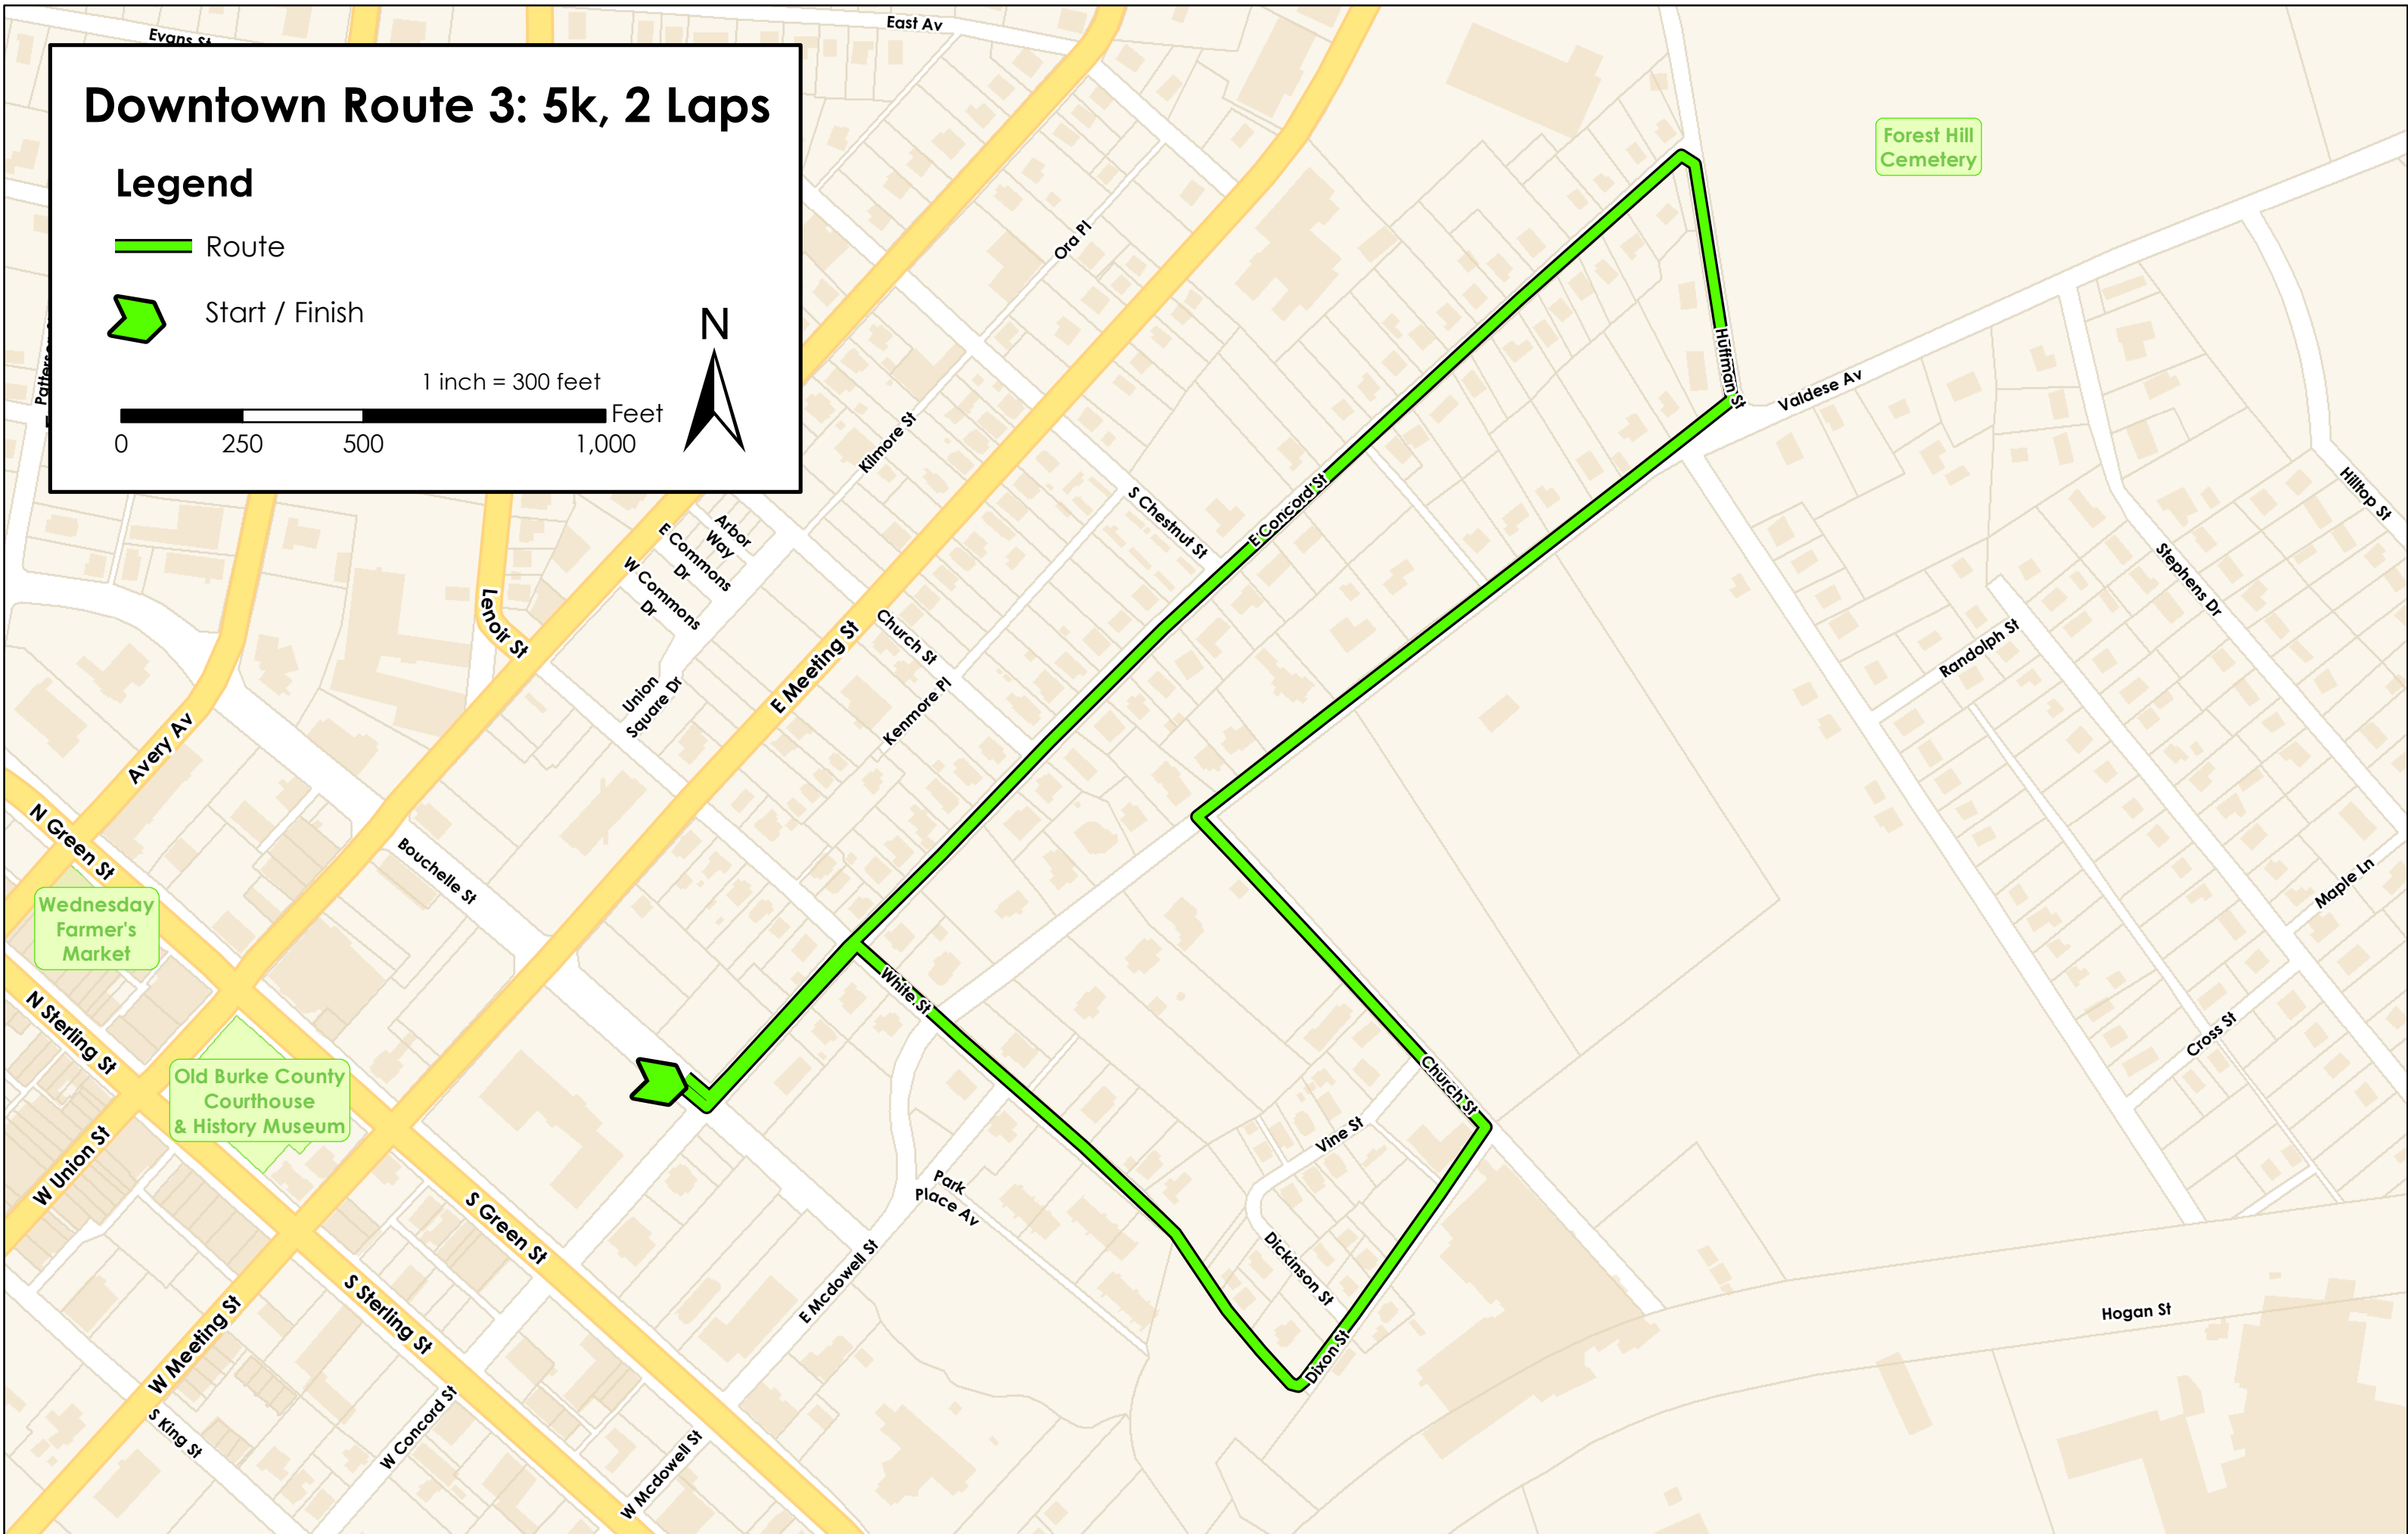 East Av
Evans St
Downtown Route 3: 5k, 2 Laps
Legend
Route
Start / Finish
N
1 inch = 300 feet
Feet
0 250 500 1,000
Forest Hill
Cemetery
Ora Pl
Huffman St
Valdese Av
Kilmore St
E Concord St
S Chestnut St
Hilltop St
Arbor
Way
E Commons
Dr
W Commons
Dr
Stephens Dr
Lenoir St
Church St
E Meeting St
Randolph St
Union
Square Dr
Kenmore Pl
Avery Av
N Green St
Bouchelle St
Maple Ln
Wednesday
Farmer's
Market
White St
N Sterling St
Cross St
Old Burke County
Courthouse
& History Museum
Church St
Vine St
W Union St
Park
Place Av
S Green St
Dickinson St
E Mcdowell St
S Sterling St
Hogan St
W Meeting St
Dixon St
S King St
W Concord St
W Mcdowell St